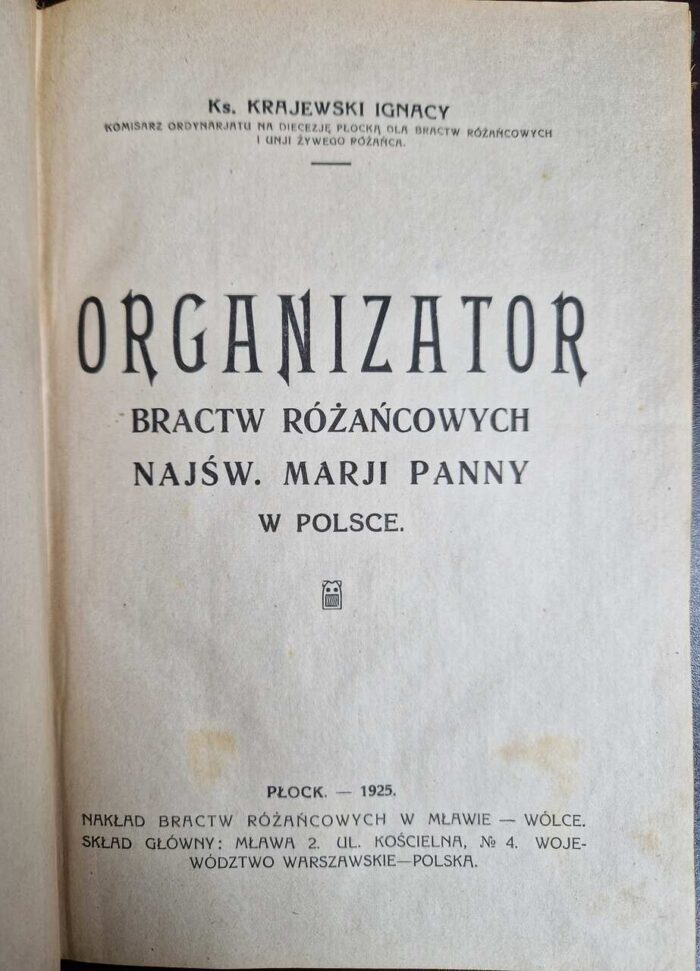 Ks. KRAJEWSKI IGNACY
KOMISARZ ORDYNARJATU NA DIECEZJĘ PŁOCKĄ DLA BRACTW RÓŻAŃCOWYCH
I UNJI ŻYWEGO RÓŻAŃCA.
ORGANIZATOR
BRACTW RÓŻAŃCOWYCH
NAJŚW. MARJI PANNY
W POLSCE.
PŁOCK. — 1925.
NAKŁAD BRACTW RÓŻAŃCOWYCH W MŁAWIE — WÓLCE.
SKŁAD GŁÓWNY: MŁAWA 2. UL. KOŚCIELNA, № 4. WOJE-
WÓDZTWO WARSZAWSKIE—POLSKA.